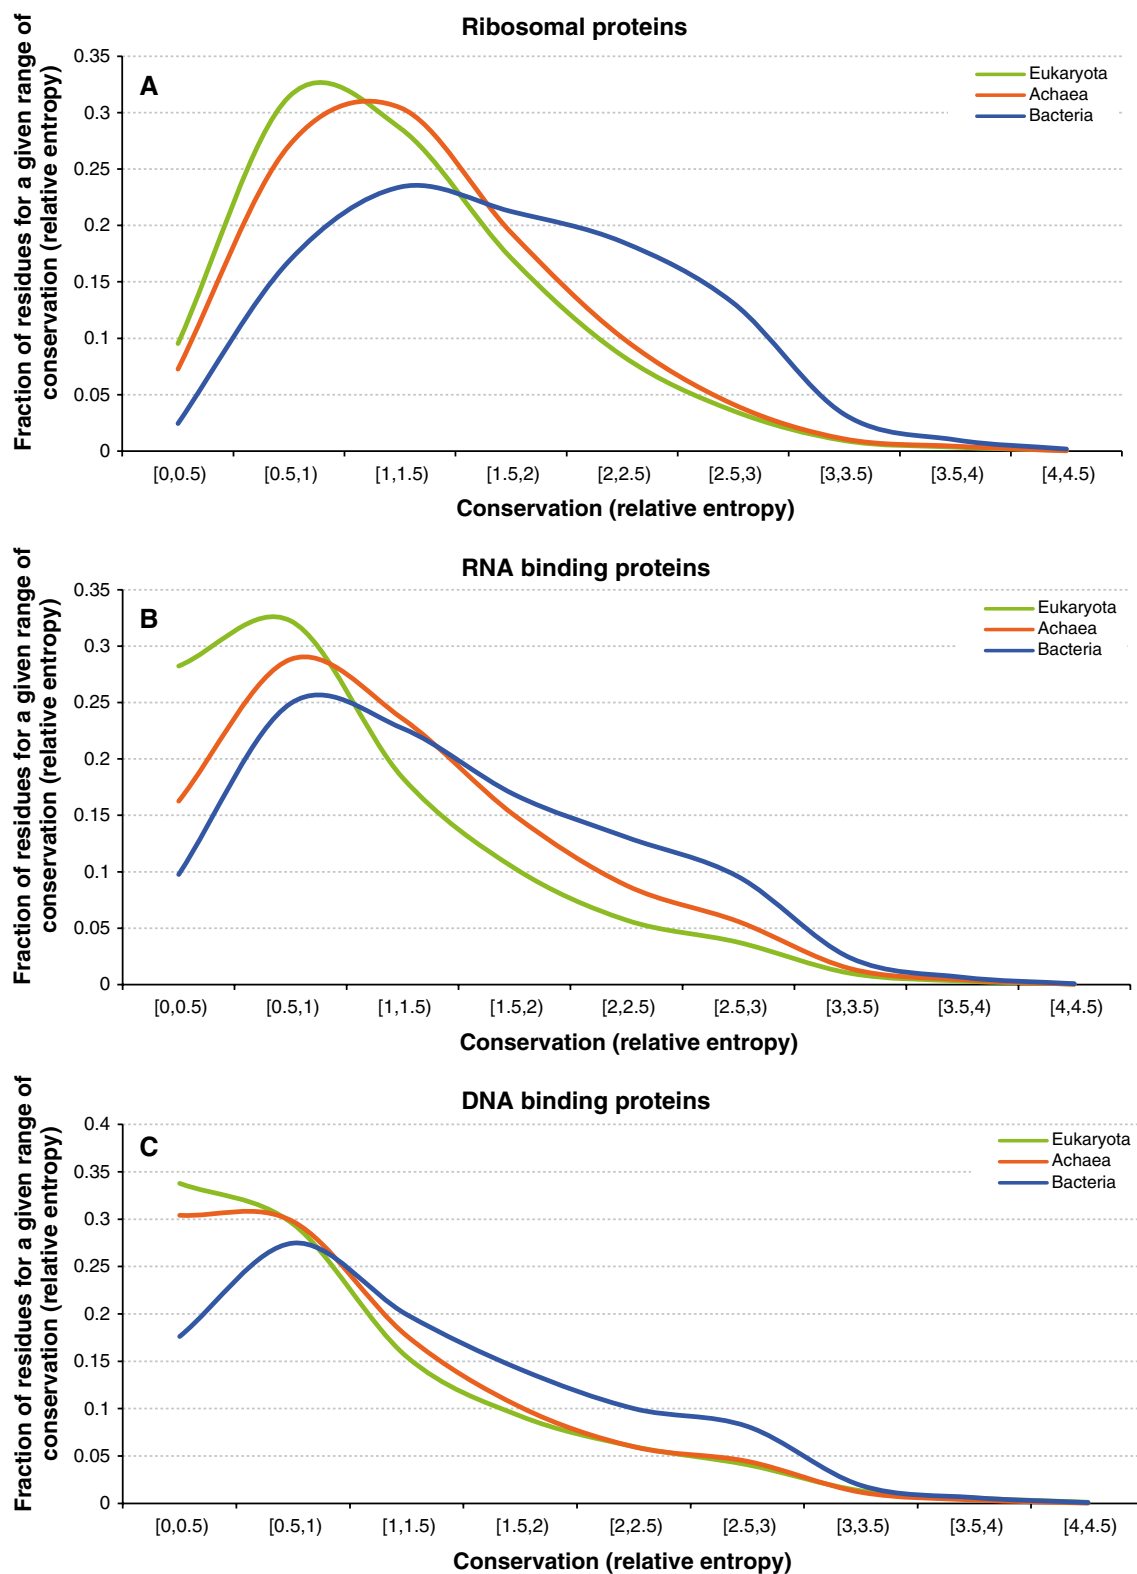 Ribosomal proteins
A
Eukaryota
Achaea
Bacteria
Fraction of residues for a given range of
conservation (relative entropy)
0.35
0.3
0.25
0.2
0.15
0.1
0.05
0
[0,0.5) [0.5,1) [1,1.5) [1.5,2) [2,2.5) [2.5,3) [3,3.5) [3.5,4) [4,4.5)
Conservation (relative entropy)
RNA binding proteins
B
Eukaryota
Achaea
Bacteria
Fraction of residues for a given range of
conservation (relative entropy)
0.35
0.3
0.25
0.2
0.15
0.1
0.05
0
[0,0.5) [0.5,1) [1,1.5) [1.5,2) [2,2.5) [2.5,3) [3,3.5) [3.5,4) [4,4.5)
Conservation (relative entropy)
DNA binding proteins
C
Eukaryota
Achaea
Bacteria
Fraction of residues for a given range of
conservation (relative entropy)
0.4
0.35
0.3
0.25
0.2
0.15
0.1
0.05
0
[0,0.5) [0.5,1) [1,1.5) [1.5,2) [2,2.5) [2.5,3) [3,3.5) [3.5,4) [4,4.5)
Conservation (relative entropy)